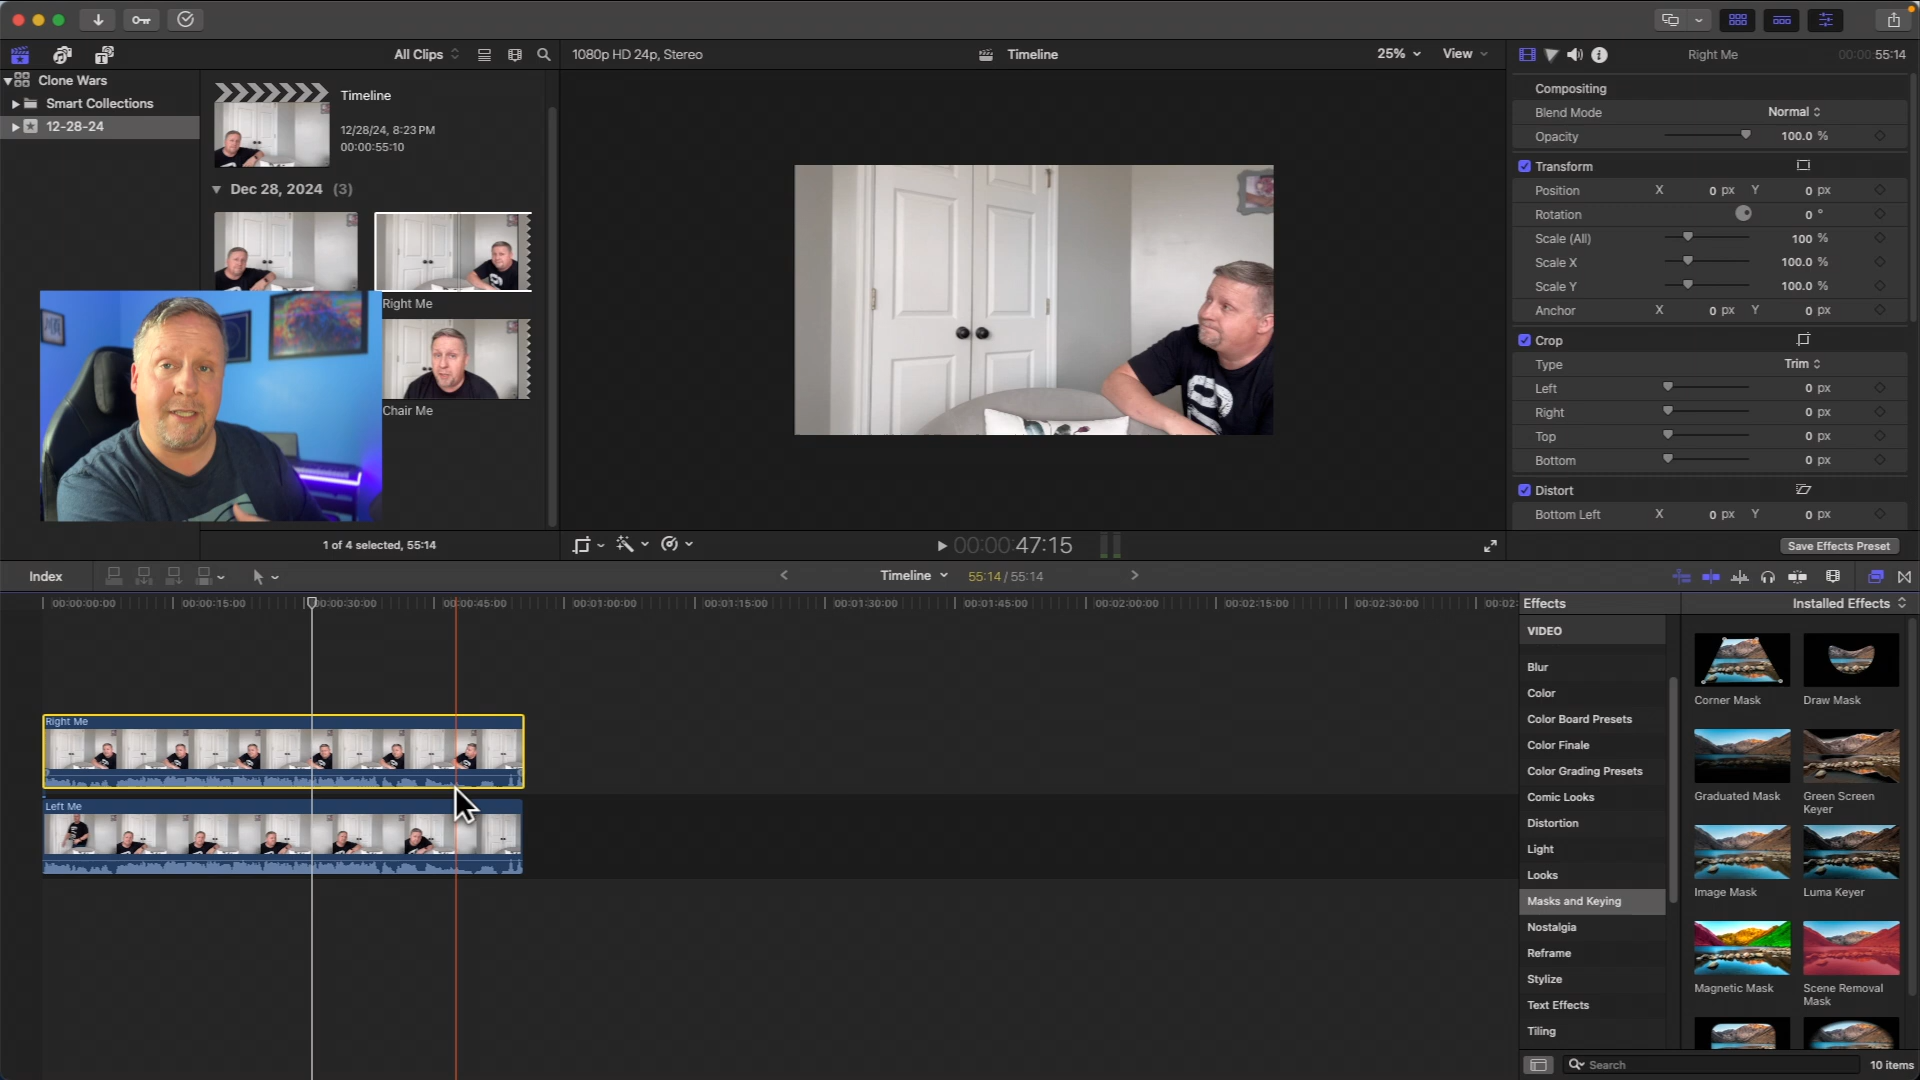 All Clips
1080p HD 24p, Stereo
Timeline
25%
View
Right Me
00:00:55:14
Clone Wars
Smart Collections
12-28-24
Timeline
12/28/24, 8:23 PM
00:00:55:10
Dec 28, 2024 (3)
Right Me
Chair Me
1 of 4 selected, 55:14
00:00:47:15
Compositing
Blend Mode Normal
Opacity 100.0 %
Transform
Position X 0 px Y 0 px
Rotation 0 °
Scale (All) 100 %
Scale X 100.0 %
Scale Y 100.0 %
Anchor X 0 px Y 0 px
Crop
Type Trim
Left 0 px
Right 0 px
Top 0 px
Bottom 0 px
Distort
Bottom Left X 0 px Y 0 px
Save Effects Preset
Index
Timeline
55:14 / 55:14
00:00:00:00
00:00:15:00
00:00:30:00
00:00:45:00
00:01:00:00
00:01:15:00
00:01:30:00
00:01:45:00
00:02:00:00
00:02:15:00
00:02:30:00
00:02:
Right Me
Left Me
Effects
Installed Effects
VIDEO
Blur
Color
Color Board Presets
Color Finale
Color Grading Presets
Comic Looks
Distortion
Light
Looks
Masks and Keying
Nostalgia
Reframe
Stylize
Text Effects
Tiling
Corner Mask
Draw Mask
Graduated Mask
Green Screen
Keyer
Image Mask
Luma Keyer
Magnetic Mask
Scene Removal
Mask
Search
10 items